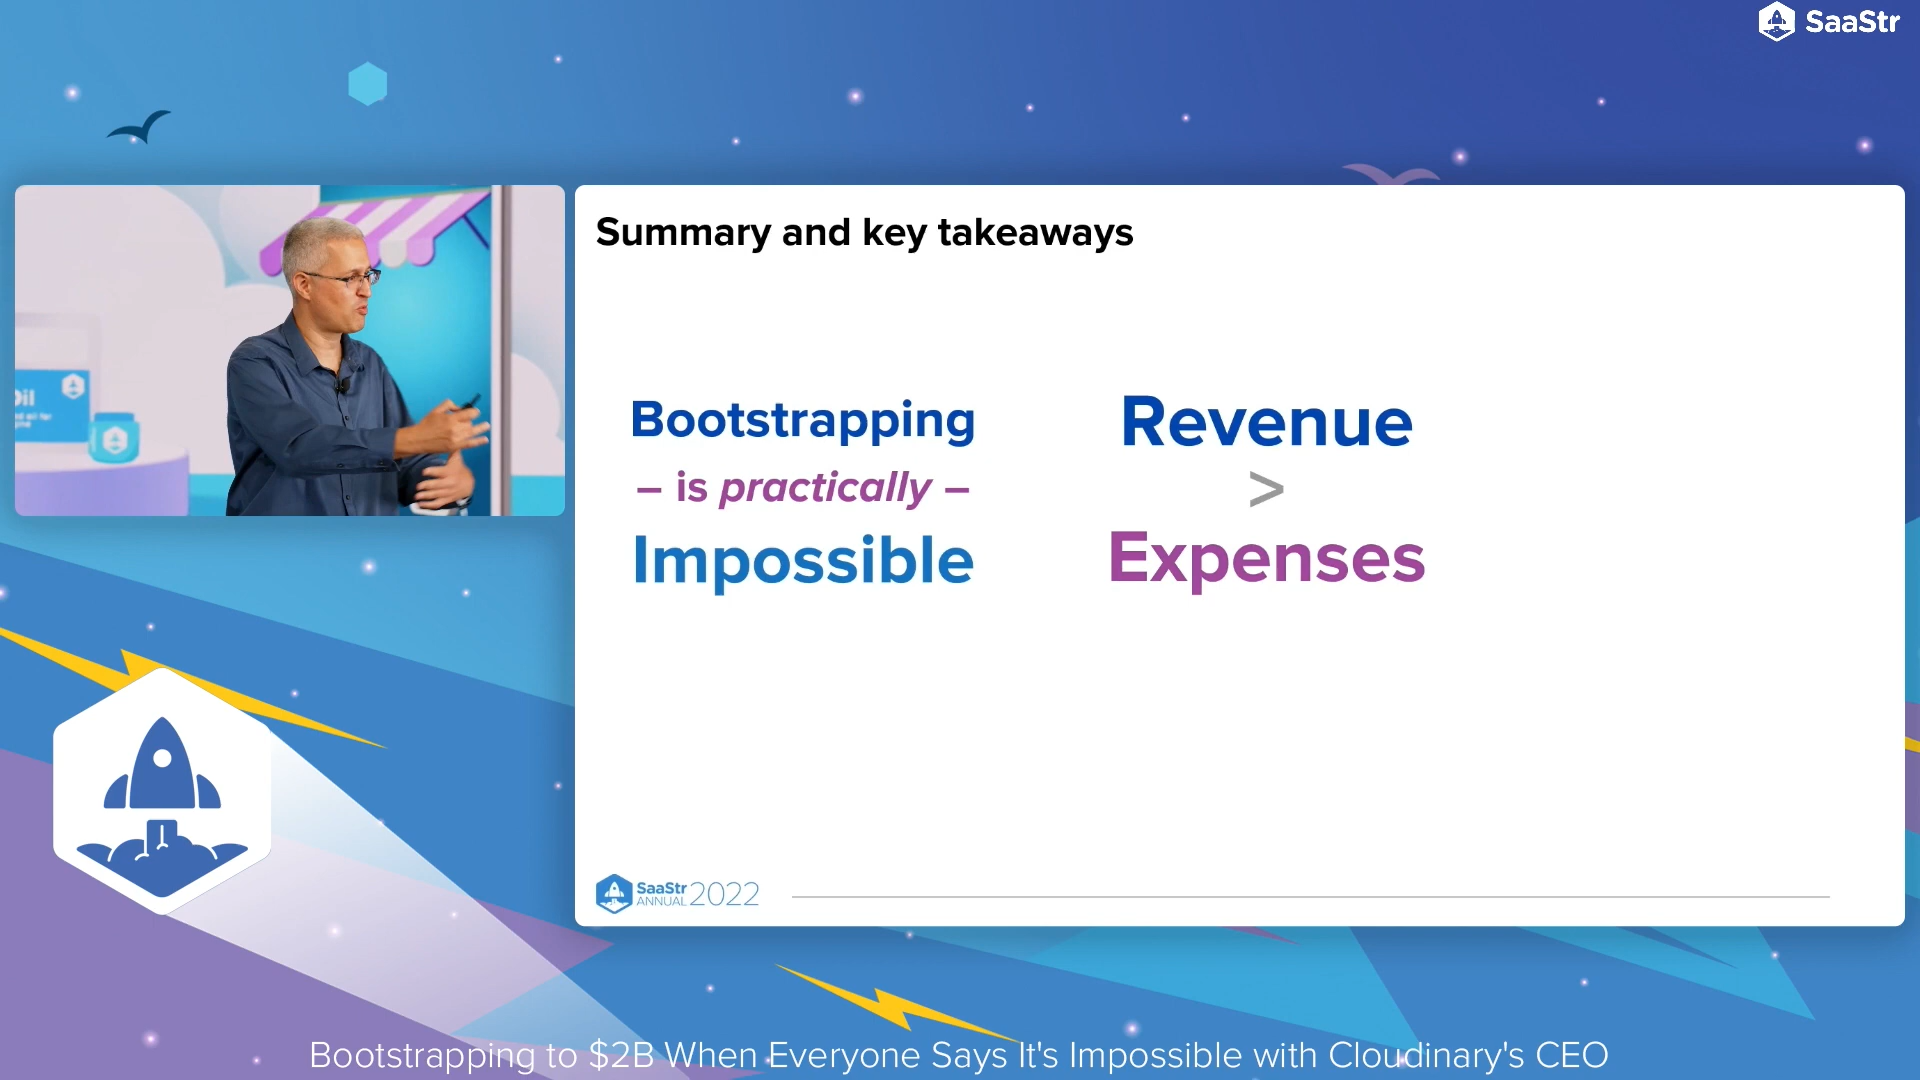 SaaStr
Summary and key takeaways
Bootstrapping
– is practically –
Impossible
Revenue
>
Expenses
SaaStr
ANNUAL 2022
Bootstrapping to $2B When Everyone Says It's Impossible with Cloudinary's CEO